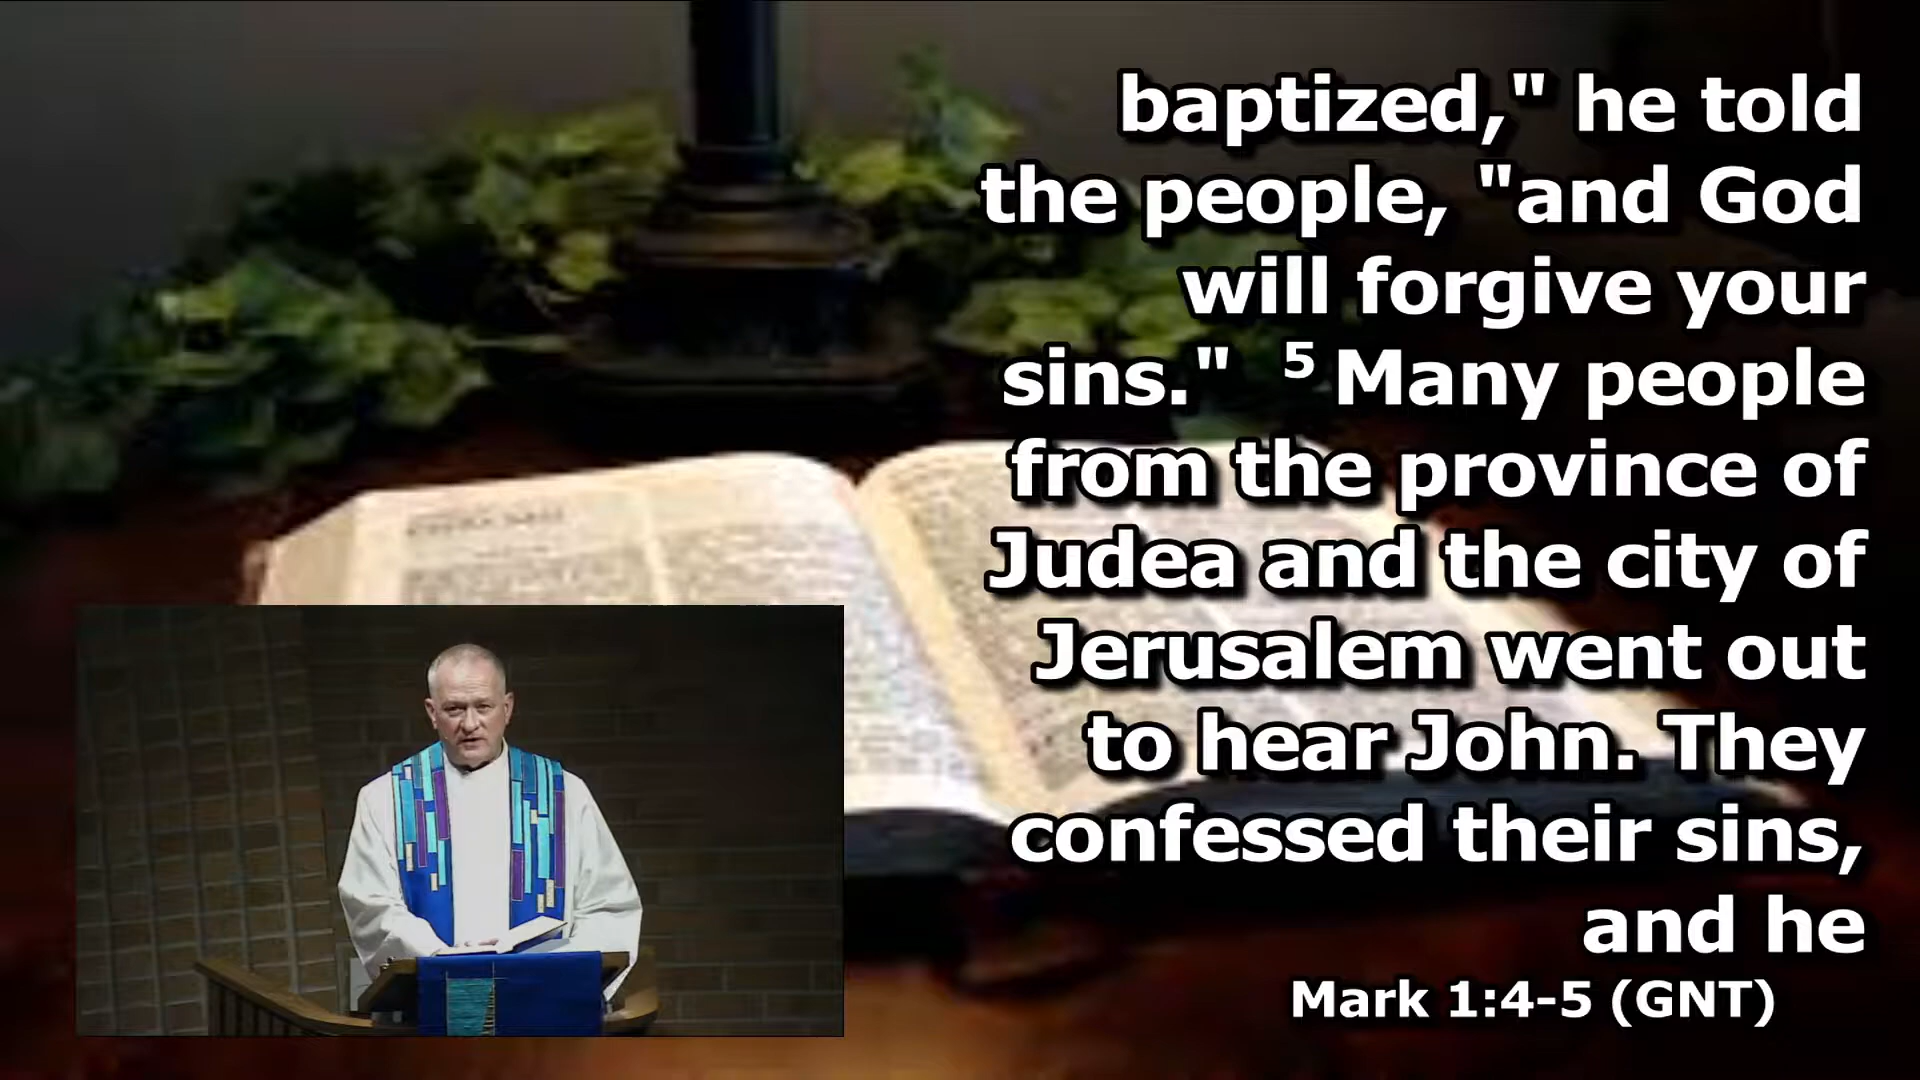 baptized," he told
the people, "and God
will forgive your
sins." 5 Many people
from the province of
Judea and the city of
Jerusalem went out
to hear John. They
confessed their sins,
and he
Mark 1:4-5 (GNT)